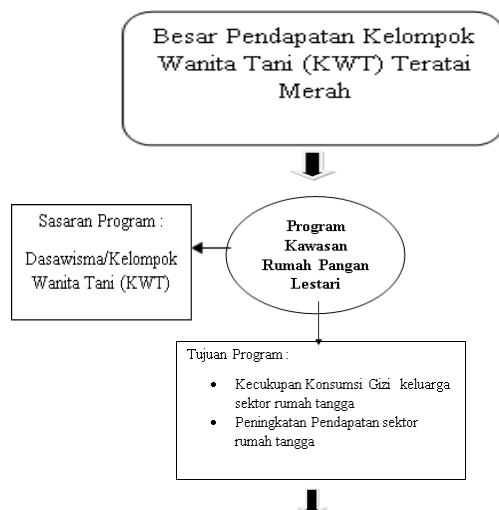 Besar Pendapatan Kelompok
Wanita Tani (KWT) Teratai
Merah
Sasaran Program :
Dasawisma/Kelompok
Wanita Tani (KWT)
Program
Kawasan
Rumah Pangan
Lestari
Tujuan Program :
• Kecukupan Konsumsi Gizi keluarga
sektor rumah tangga
• Peningkatan Pendapatan sektor
rumah tangga